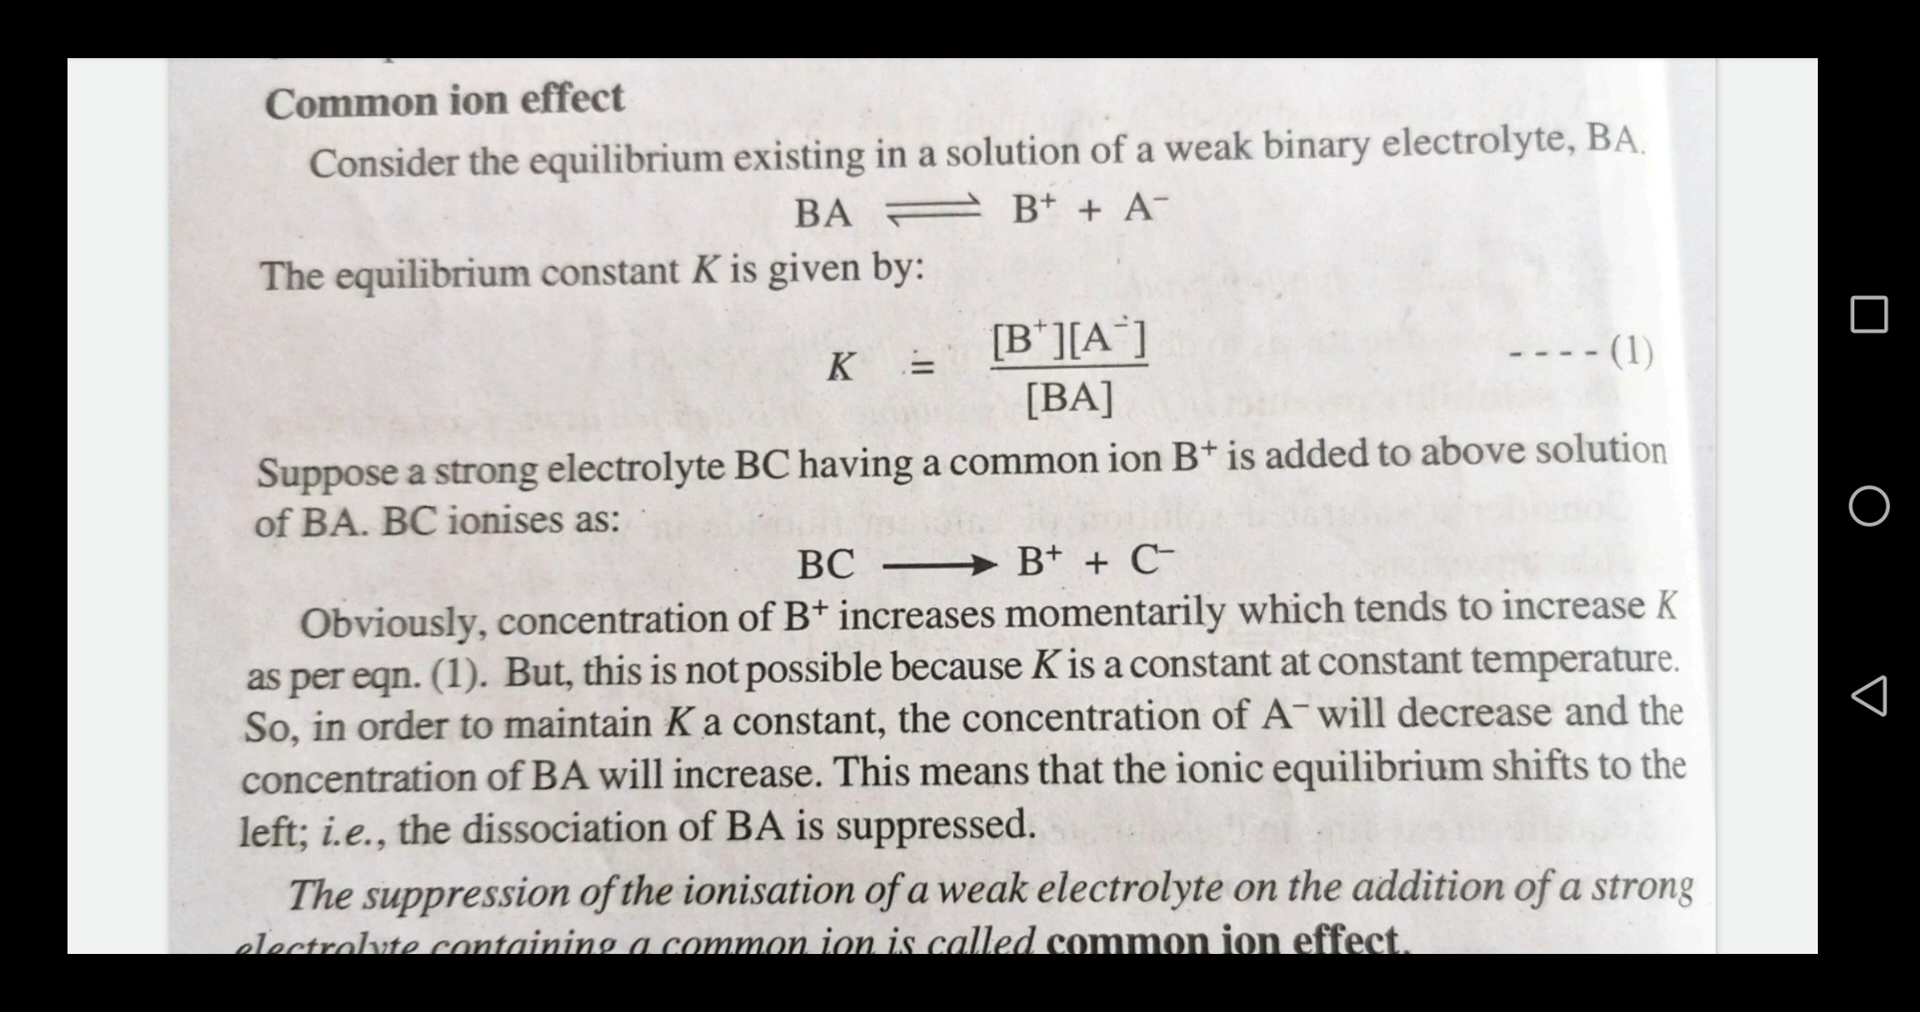 Common ion effect
Consider the equilibrium existing in a solution of a weak binary electrolyte, BA.
BA ⇌ B⁺ + A⁻
The equilibrium constant K is given by:
K = [B⁺][A⁻] / [BA] - - - - (1)
Suppose a strong electrolyte BC having a common ion B⁺ is added to above solution
of BA. BC ionises as:
BC ⟶ B⁺ + C⁻
Obviously, concentration of B⁺ increases momentarily which tends to increase K
as per eqn. (1). But, this is not possible because K is a constant at constant temperature.
So, in order to maintain K a constant, the concentration of A⁻ will decrease and the
concentration of BA will increase. This means that the ionic equilibrium shifts to the
left; i.e., the dissociation of BA is suppressed.
The suppression of the ionisation of a weak electrolyte on the addition of a strong
electrolyte containing a common ion is called common ion effect.